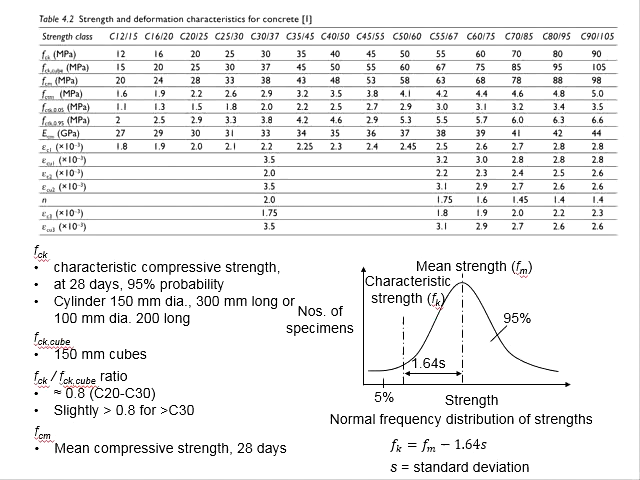 Table 4.2 Strength and deformation characteristics for concrete [1]
Strength class C12/15 C16/20 C20/25 C25/30 C30/37 C35/45 C40/50 C45/55 C50/60 C55/67 C60/75 C70/85 C80/95 C90/105
fck (MPa) 12 16 20 25 30 35 40 45 50 55 60 70 80 90
fck,cube (MPa) 15 20 25 30 37 45 50 55 60 67 75 85 95 105
fcm (MPa) 20 24 28 33 38 43 48 53 58 63 68 78 88 98
fctm (MPa) 1.6 1.9 2.2 2.6 2.9 3.2 3.5 3.8 4.1 4.2 4.4 4.6 4.8 5.0
fctk,0.05 (MPa) 1.1 1.3 1.5 1.8 2.0 2.2 2.5 2.7 2.9 3.0 3.1 3.2 3.4 3.5
fctk,0.95 (MPa) 2 2.5 2.9 3.3 3.8 4.2 4.6 2.9 5.3 5.5 5.7 6.0 6.3 6.6
Ecm (GPa) 27 29 30 31 33 34 35 36 37 38 39 41 42 44
εc1 (×10⁻³) 1.8 1.9 2.0 2.1 2.2 2.25 2.3 2.4 2.45 2.5 2.6 2.7 2.8 2.8
εcu1 (×10⁻³) 3.5 3.2 3.0 2.8 2.8 2.8
εc2 (×10⁻³) 2.0 2.2 2.3 2.4 2.5 2.6
εcu2 (×10⁻³) 3.5 3.1 2.9 2.7 2.6 2.6
n 2.0 1.75 1.6 1.45 1.4 1.4
εc3 (×10⁻³) 1.75 1.8 1.9 2.0 2.2 2.3
εcu3 (×10⁻³) 3.5 3.1 2.9 2.7 2.6 2.6
fck
• characteristic compressive strength,
• at 28 days, 95% probability
• Cylinder 150 mm dia., 300 mm long or
100 mm dia. 200 long
fck,cube
• 150 mm cubes
fck / fck,cube ratio
• ≈ 0.8 (C20-C30)
• Slightly > 0.8 for >C30
fcm
• Mean compressive strength, 28 days
Mean strength (fm)
Characteristic
strength (fk)
Nos. of
specimens
95%
1.64s
5%
Strength
Normal frequency distribution of strengths
fk = fm − 1.64s
s = standard deviation